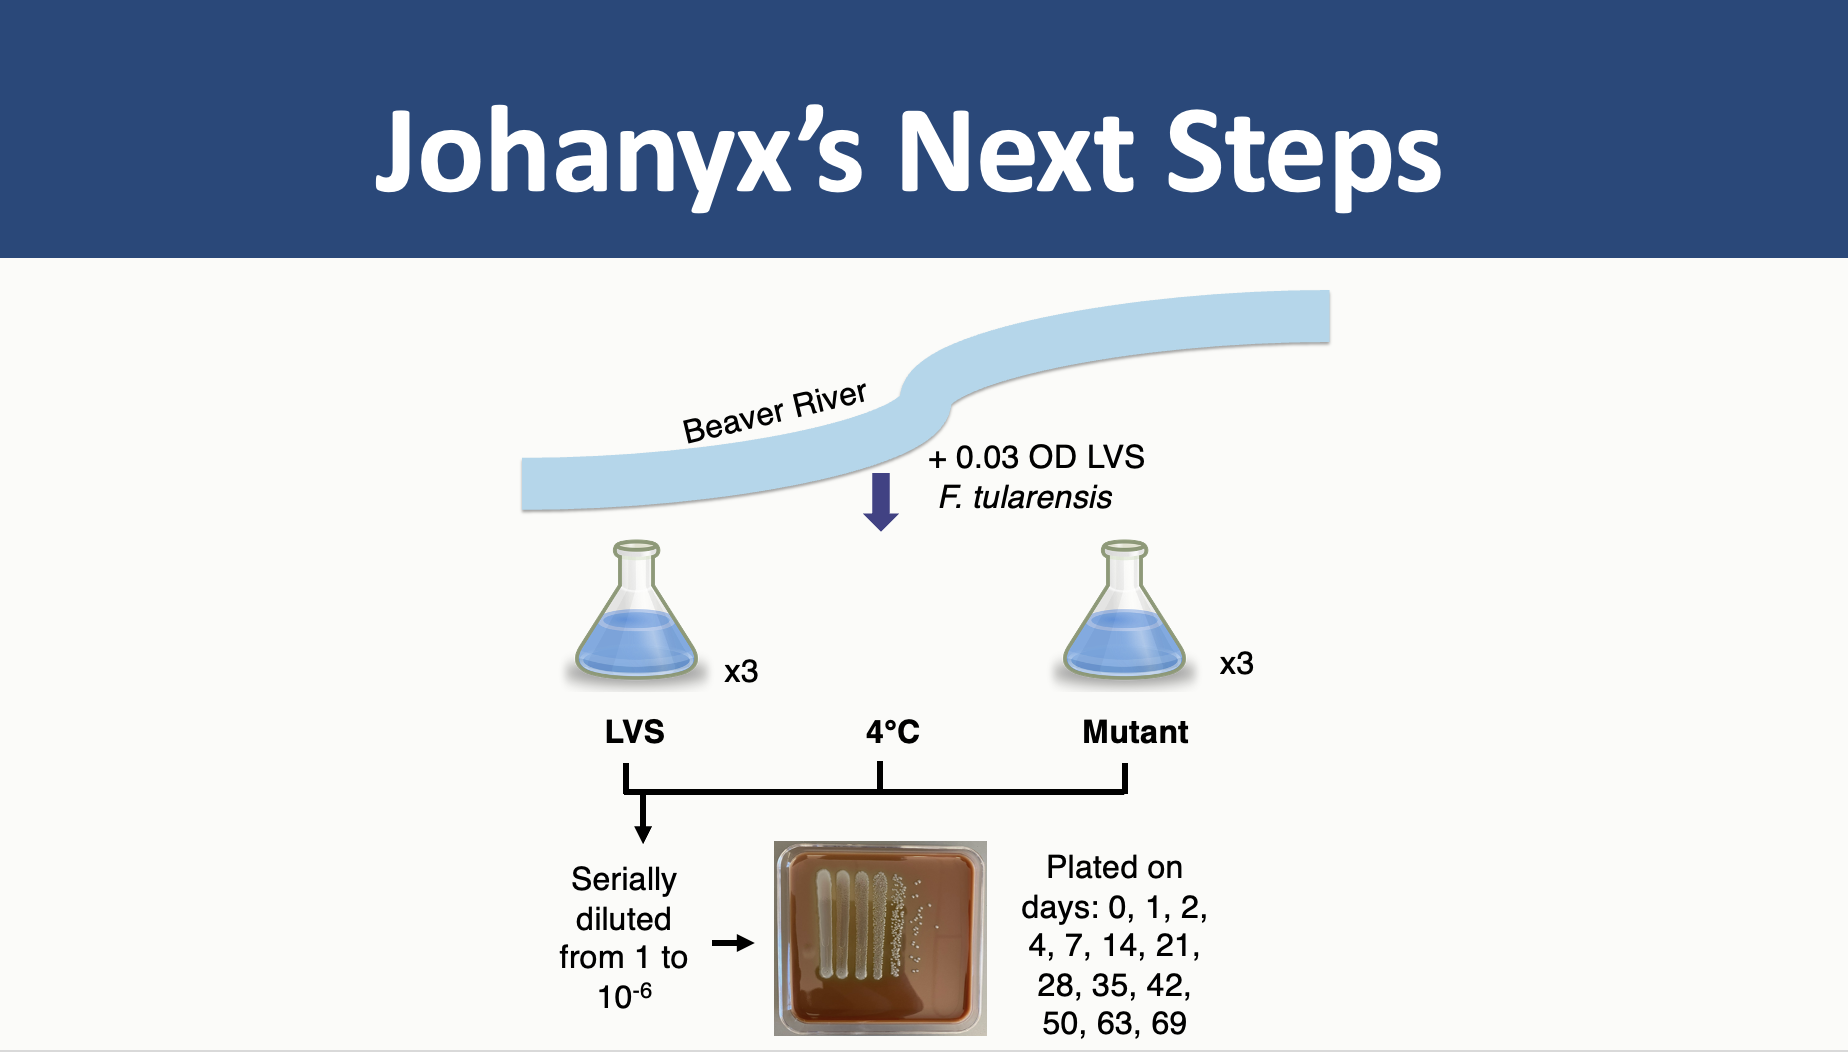 Johanyx’s Next Steps
Beaver River
+ 0.03 OD LVS
F. tularensis
x3
x3
LVS
4°C
Mutant
Serially
diluted
from 1 to
10⁻⁶
Plated on
days: 0, 1, 2,
4, 7, 14, 21,
28, 35, 42,
50, 63, 69